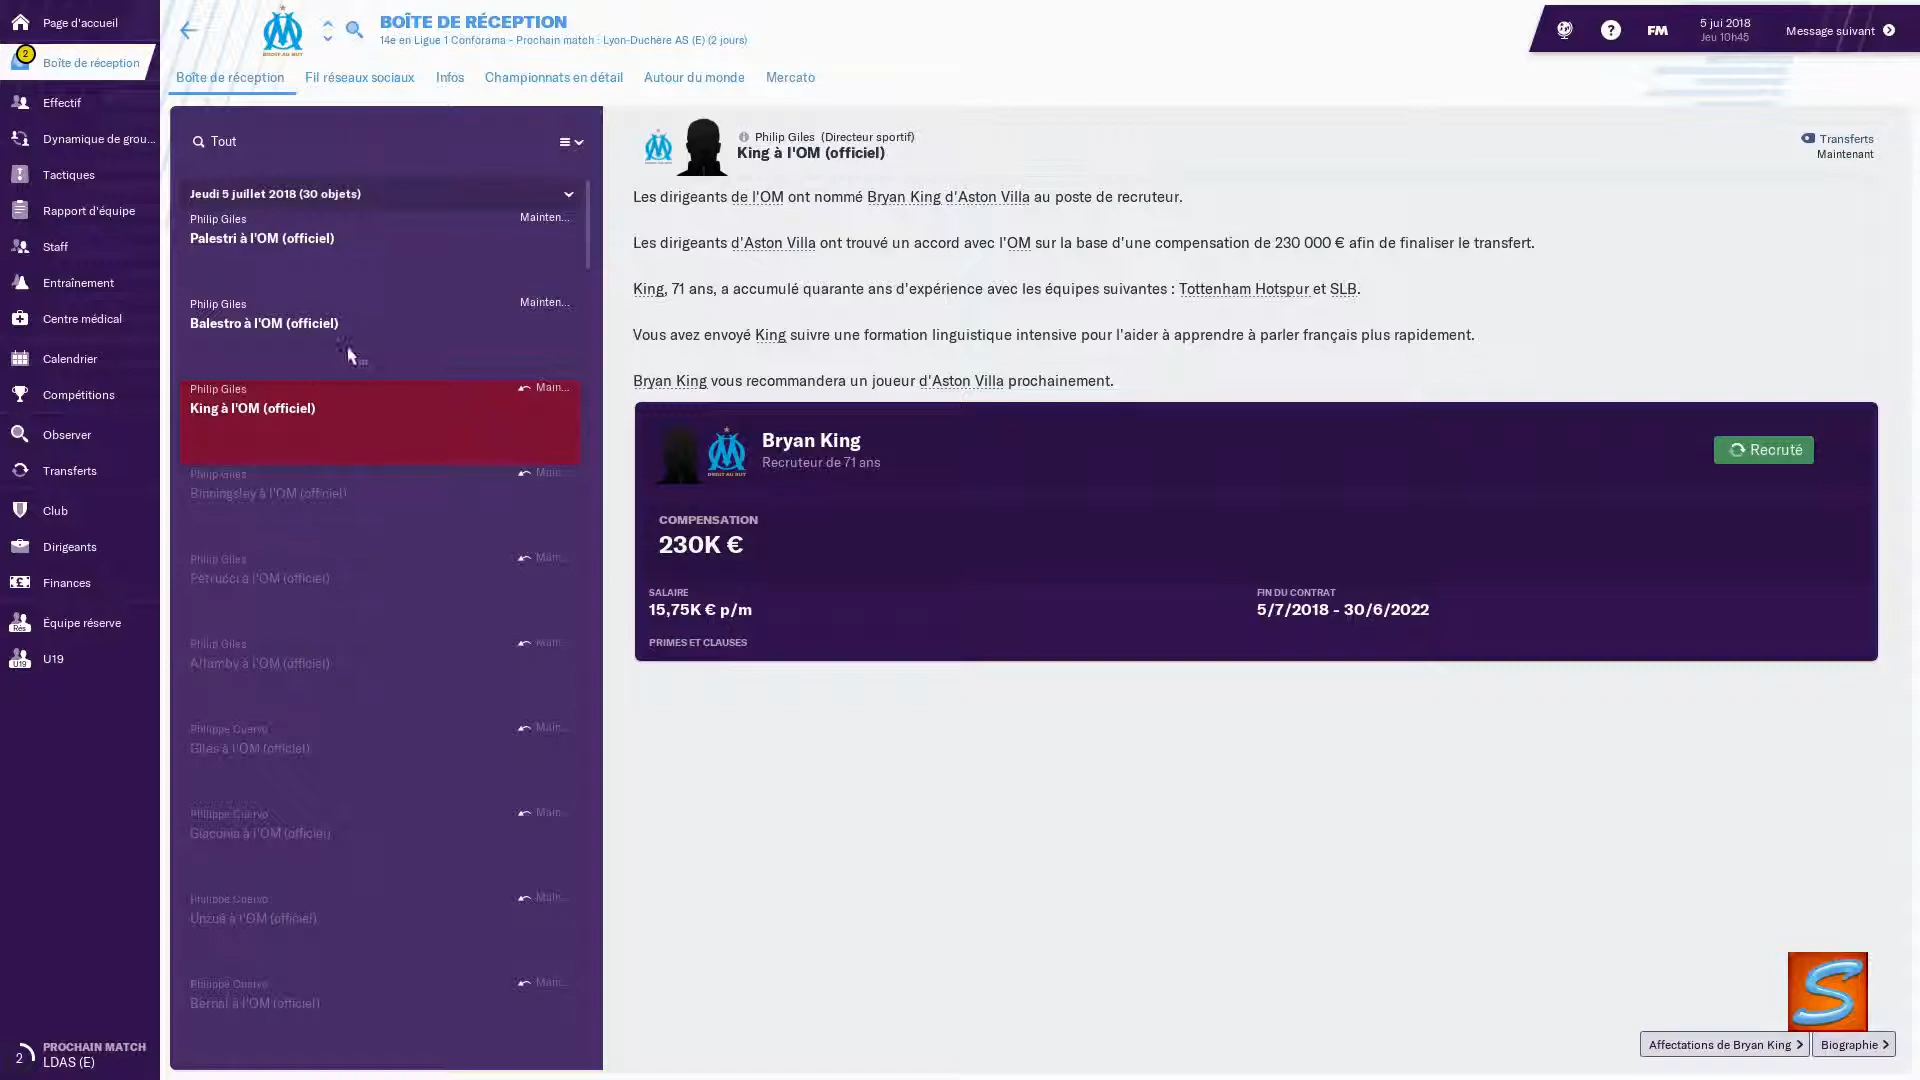 Page d'accueil
2
Boîte de réception
Effectif
Dynamique de grou...
Tactiques
Rapport d'équipe
Staff
Entraînement
Centre médical
Calendrier
Compétitions
Observer
Transferts
Club
Dirigeants
Finances
Rés
Équipe réserve
U19
U19
2
PROCHAIN MATCH
LDAS (E)
BOÎTE DE RÉCEPTION
14e en Ligue 1 Conforama - Prochain match : Lyon-Duchère AS (E) (2 jours)
Boîte de réception
Fil réseaux sociaux
Infos
Championnats en détail
Autour du monde
Mercato
?
FM
5 jui 2018
Jeu 10h45
Message suivant
Tout
Jeudi 5 juillet 2018 (30 objets)
Philip Giles
Mainten...
Palestri à l'OM (officiel)
Philip Giles
Mainten...
Balestro à l'OM (officiel)
Philip Giles
Main...
King à l'OM (officiel)
Philip Giles
Main...
Binningsley à l'OM (officiel)
Philip Giles
Main...
Petrucci à l'OM (officiel)
Philip Giles
Main...
Allamby à l'OM (officiel)
Philippe Cuervo
Main...
Giles à l'OM (officiel)
Philippe Cuervo
Main...
Giaconia à l'OM (officiel)
Philippe Cuervo
Main...
Unzué à l'OM (officiel)
Philippe Cuervo
Main...
Bernal à l'OM (officiel)
Philip Giles (Directeur sportif)
King à l'OM (officiel)
Transferts
Maintenant
Les dirigeants de l'OM ont nommé Bryan King d'Aston Villa au poste de recruteur.
Les dirigeants d'Aston Villa ont trouvé un accord avec l'OM sur la base d'une compensation de 230 000 € afin de finaliser le transfert.
King, 71 ans, a accumulé quarante ans d'expérience avec les équipes suivantes : Tottenham Hotspur et SLB.
Vous avez envoyé King suivre une formation linguistique intensive pour l'aider à apprendre à parler français plus rapidement.
Bryan King vous recommandera un joueur d'Aston Villa prochainement.
Bryan King
Recruteur de 71 ans
Recruté
COMPENSATION
230K €
SALAIRE
15,75K € p/m
FIN DU CONTRAT
5/7/2018 - 30/6/2022
PRIMES ET CLAUSES
S
Affectations de Bryan King
Biographie